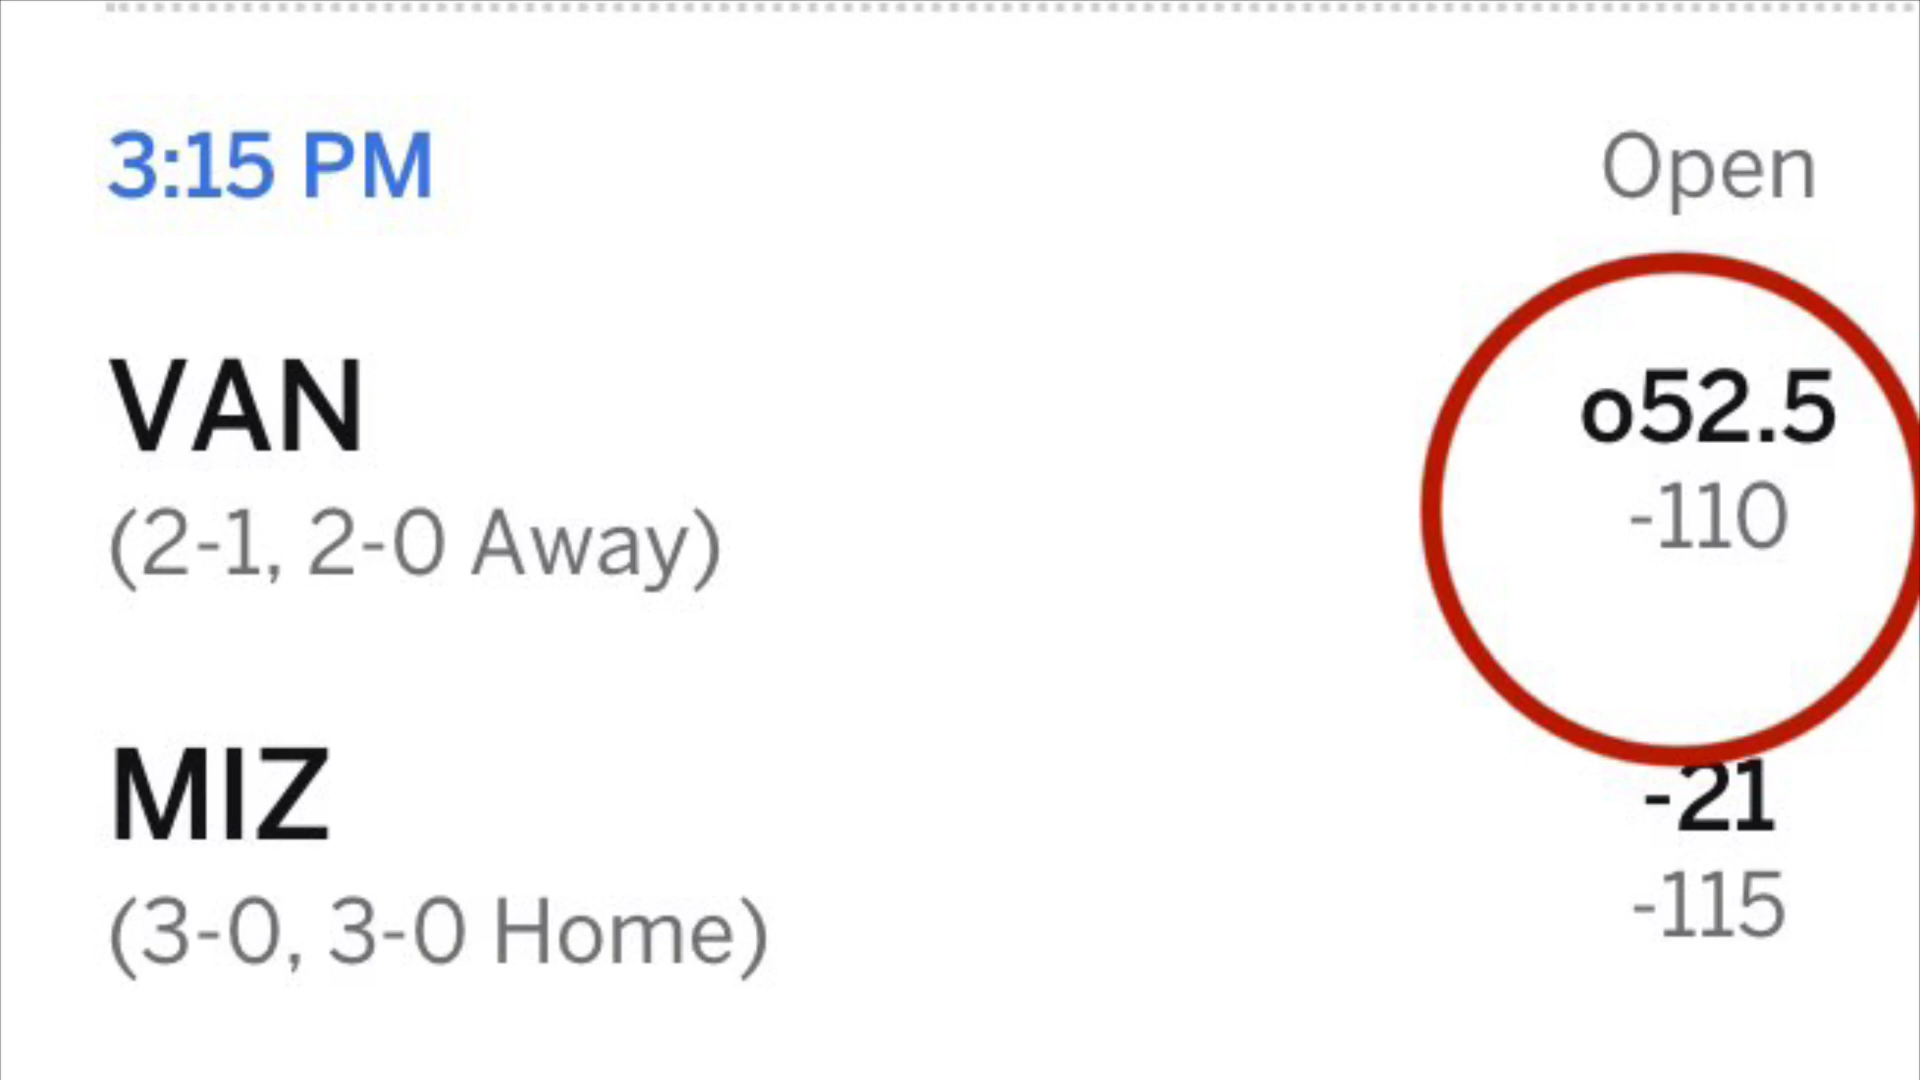 3:15 PM
Open
VAN
o52.5
(2-1, 2-0 Away)
-110
MIZ
-21
(3-0, 3-0 Home)
-115